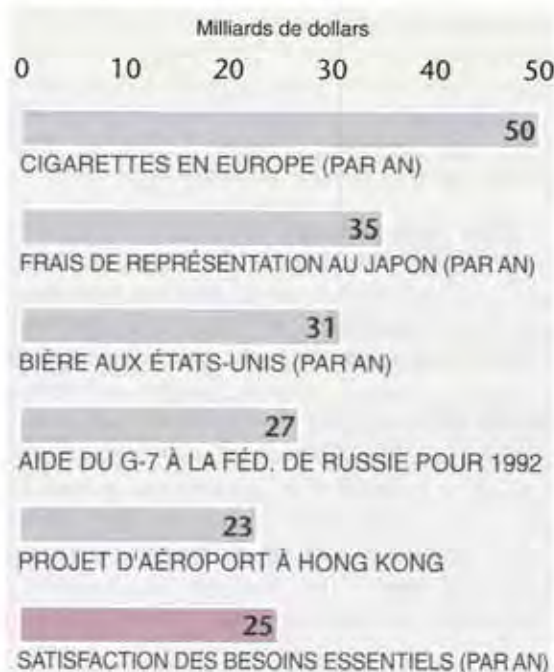 Milliards de dollars
0 10 20 30 40 50
50
CIGARETTES EN EUROPE (PAR AN)
35
FRAIS DE REPRÉSENTATION AU JAPON (PAR AN)
31
BIÈRE AUX ÉTATS-UNIS (PAR AN)
27
AIDE DU G-7 À LA FÉD. DE RUSSIE POUR 1992
23
PROJET D'AÉROPORT À HONG KONG
25
SATISFACTION DES BESOINS ESSENTIELS (PAR AN)